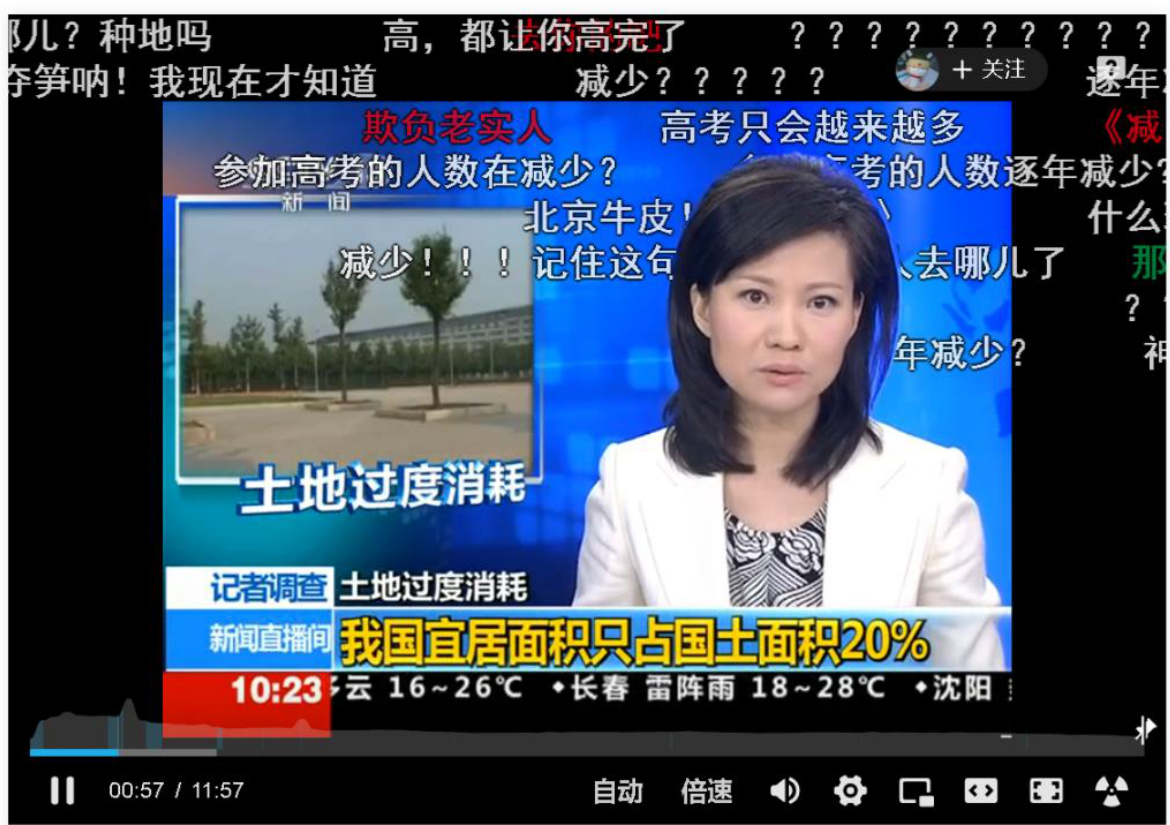 哪儿？种地吗
高，都让你高完了
？？？？？？？？？？
夺笋呐！我现在才知道
减少？？？？？
+ 关注
逐年
欺负老实人
高考只会越来越多
《减
参加高考的人数在减少？
考的人数逐年减少？
新 闻
北京牛皮！
什么
减少！！！记住这句
人去哪儿了
那
？
年减少？
神
土地过度消耗
记者调查 土地过度消耗
新闻直播间 我国宜居面积只占国土面积20%
10:23 多云 16～26℃ ◆长春 雷阵雨 18～28℃ ◆沈阳
00:57 / 11:57
自动 倍速